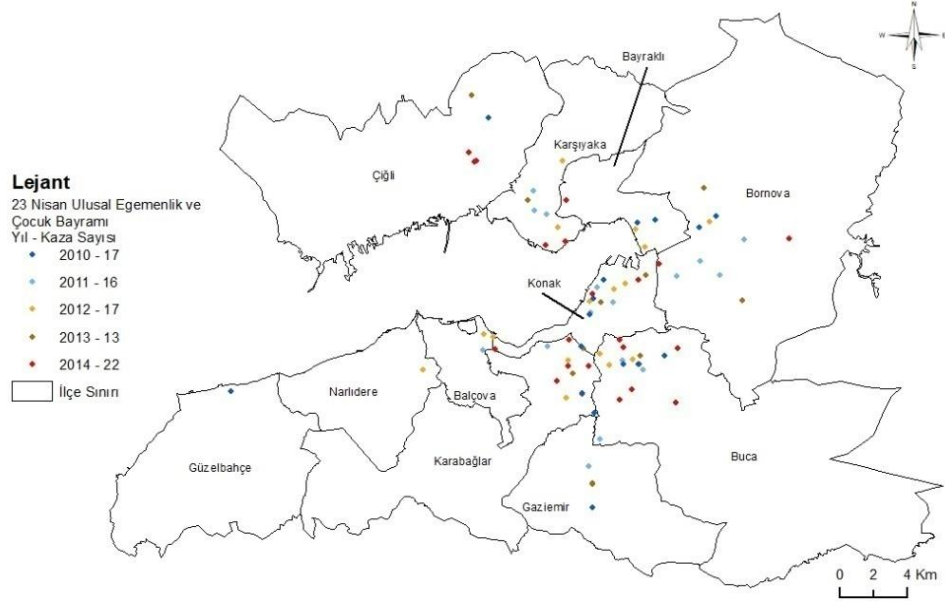 N
W
E
S
Bayraklı
Karşıyaka
Çiğli
Bornova
Lejant
23 Nisan Ulusal Egemenlik ve
Çocuk Bayramı
Yıl - Kaza Sayısı
2010 - 17
2011 - 16
2012 - 17
2013 - 13
2014 - 22
İlçe Sınırı
Konak
Narlıdere
Balçova
Güzelbahçe
Karabağlar
Buca
Gaziemir
0 2 4 Km